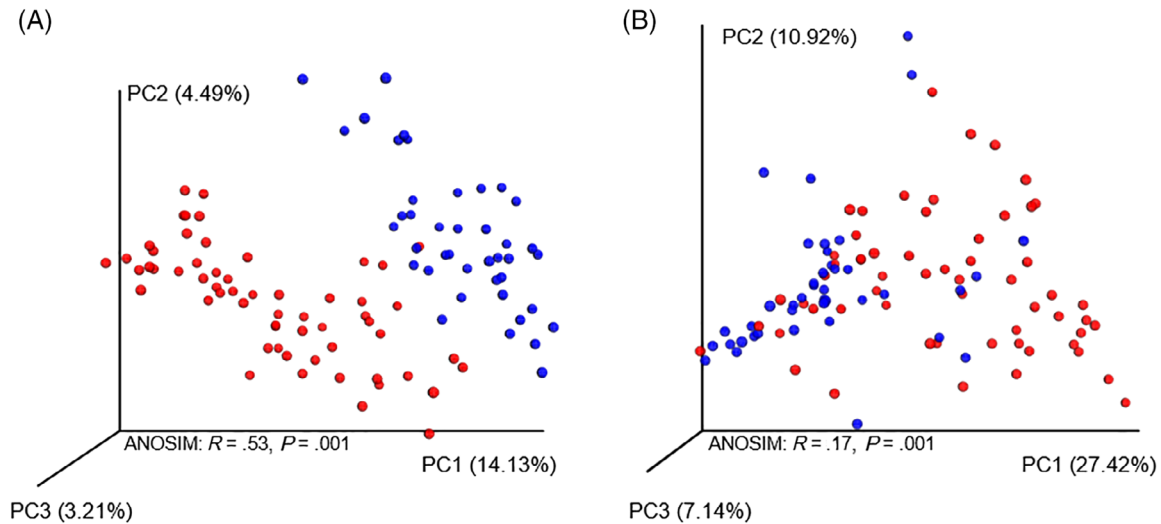 (A)
PC2 (4.49%)
ANOSIM: R = .53, P = .001
PC1 (14.13%)
PC3 (3.21%)
(B)
PC2 (10.92%)
ANOSIM: R = .17, P = .001
PC1 (27.42%)
PC3 (7.14%)